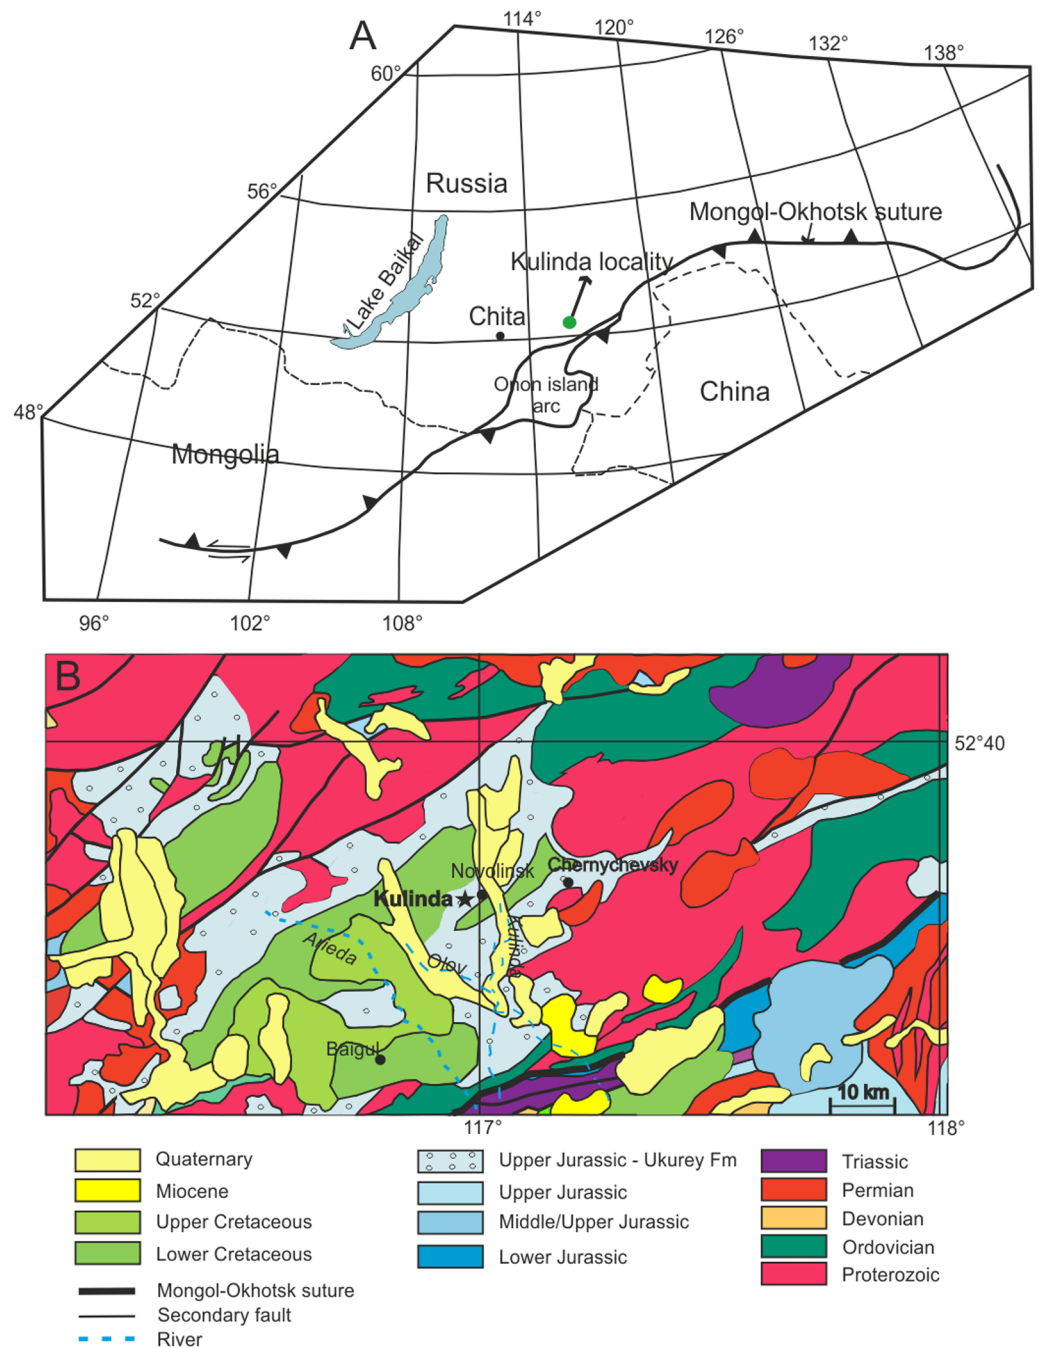 A
114°
120°
126°
132°
138°
60°
56°
Russia
Mongol-Okhotsk suture
Lake Baikal
Kulinda locality
52°
Chita
Onon island
arc
China
48°
Mongolia
96°
102°
108°
B
52°40
Novolinsk
Chernychevsky
Kulinda
Kulinda
Arieda
Olov
Baigul
10 km
117°
118°
Quaternary
Miocene
Upper Cretaceous
Lower Cretaceous
Mongol-Okhotsk suture
Secondary fault
River
Upper Jurassic - Ukurey Fm
Upper Jurassic
Middle/Upper Jurassic
Lower Jurassic
Triassic
Permian
Devonian
Ordovician
Proterozoic